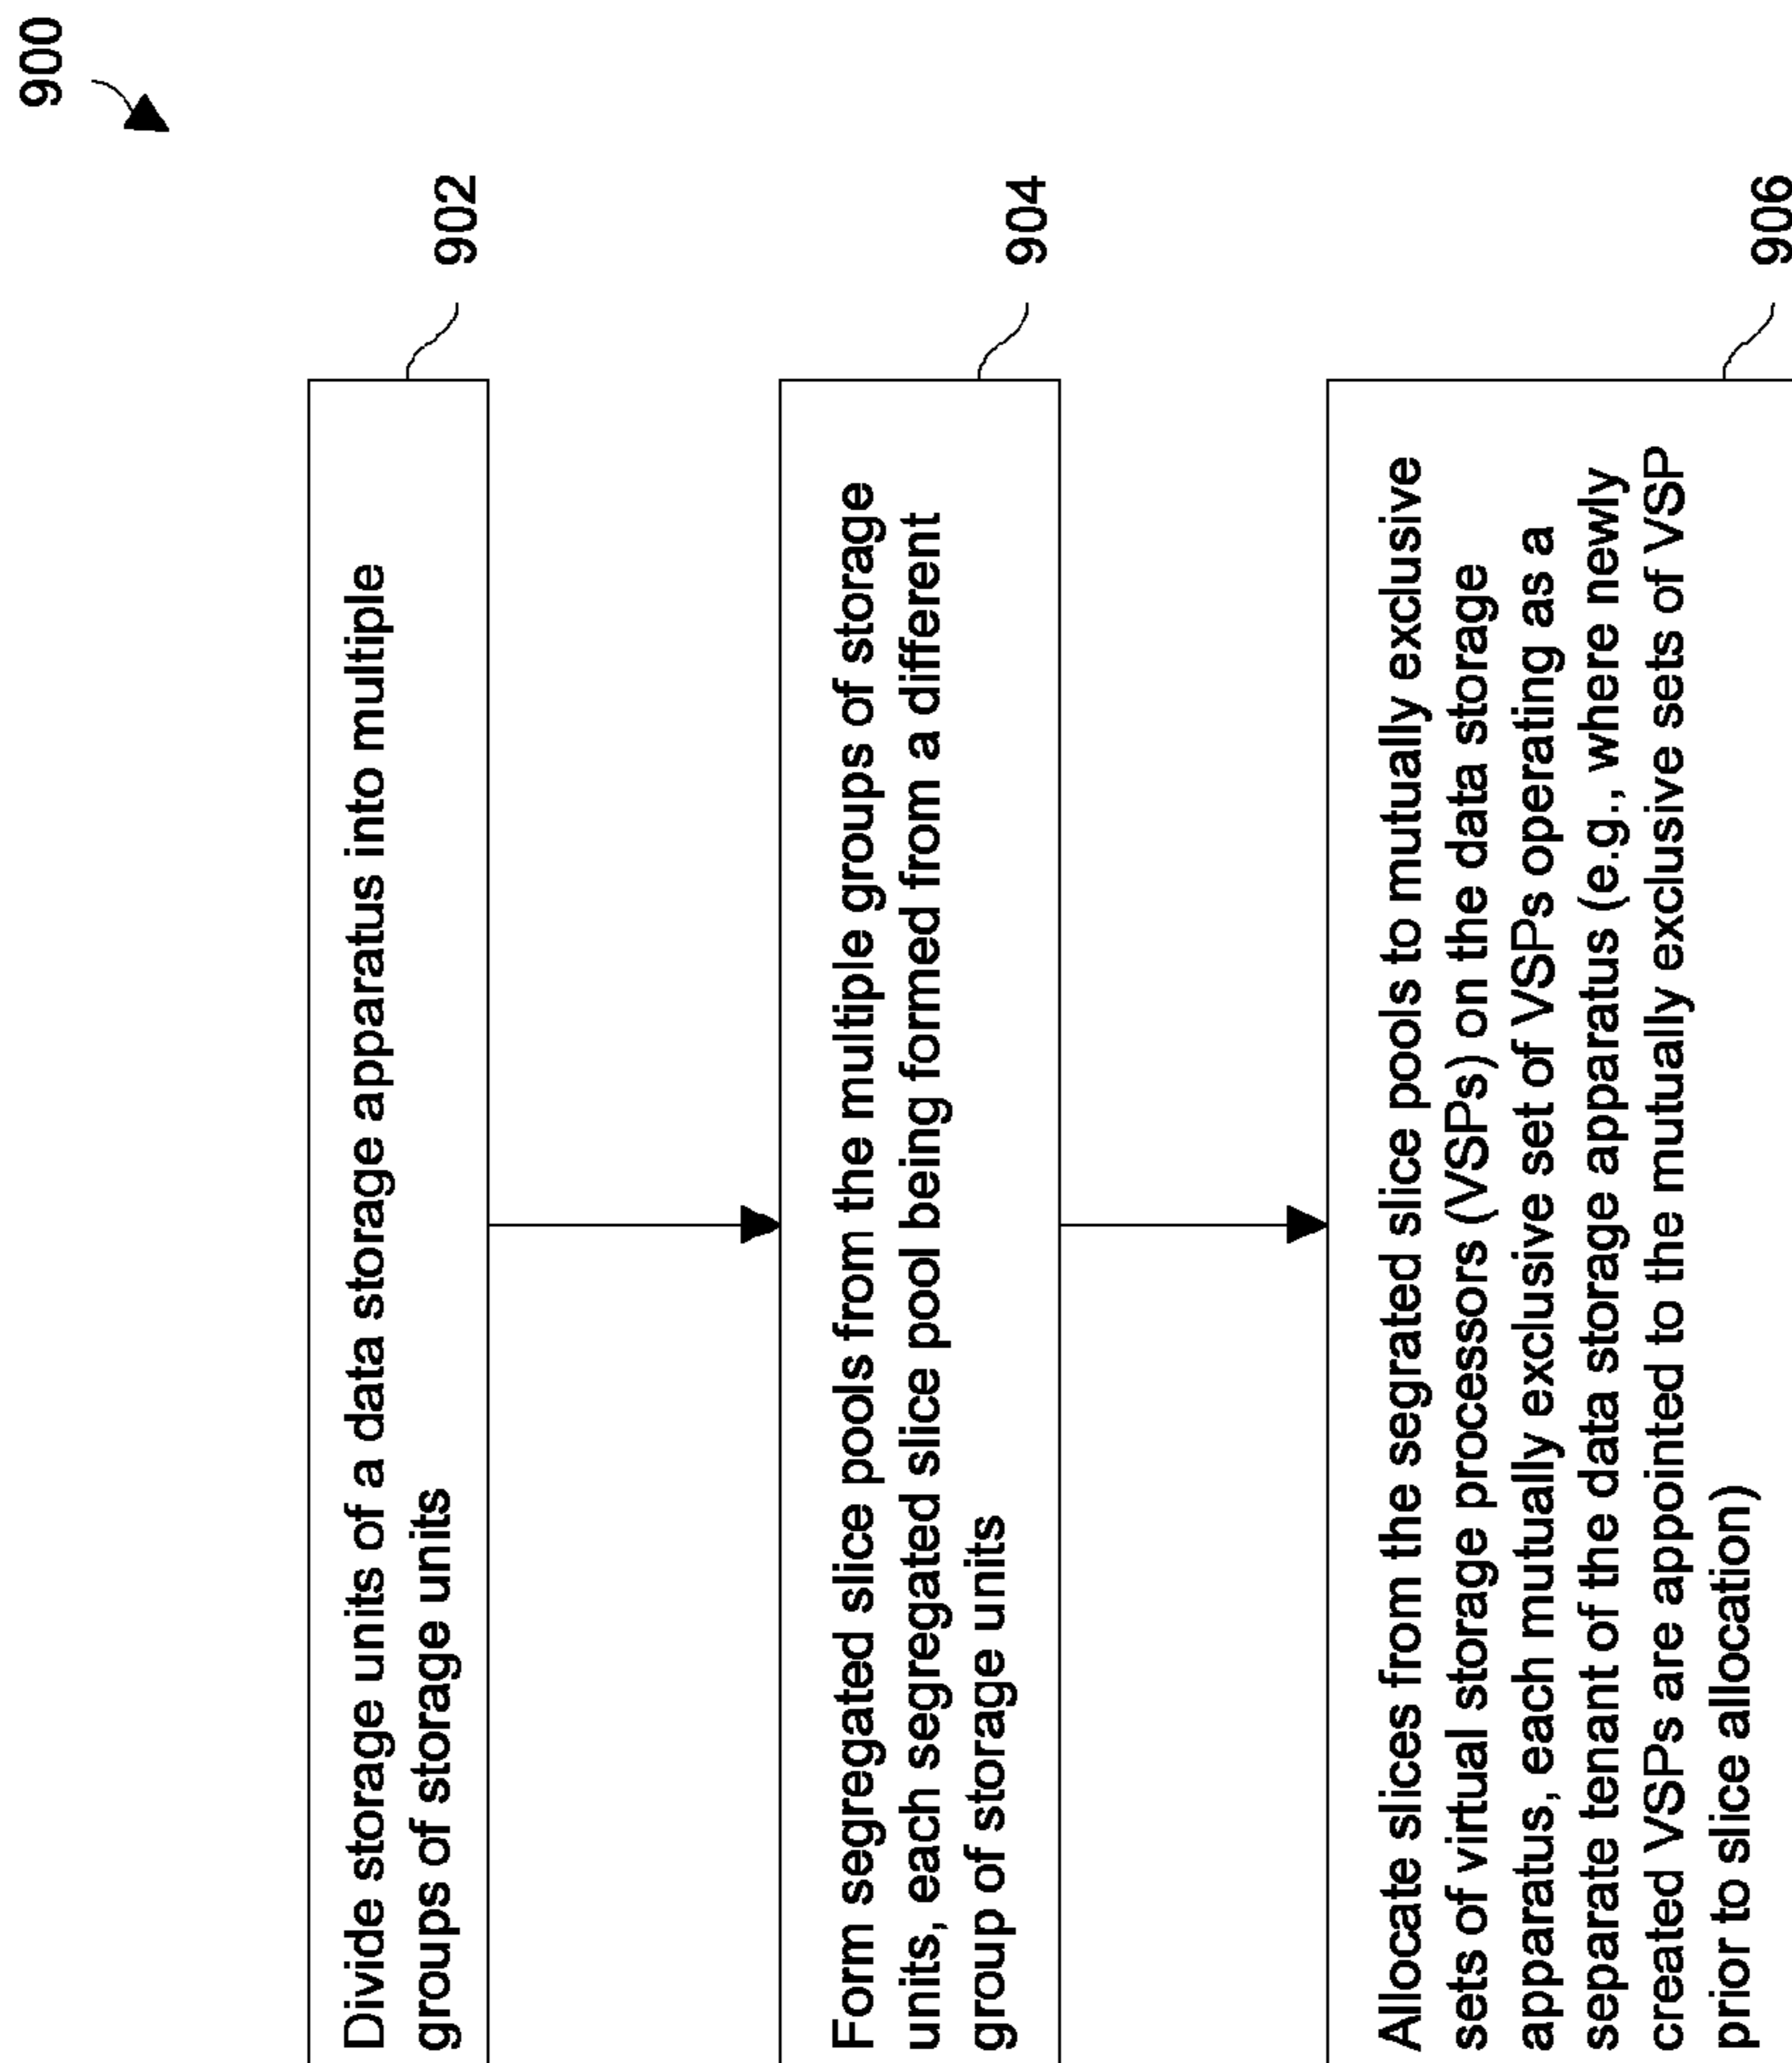 900
Divide storage units of a data storage apparatus into multiple
groups of storage units
902
Form segregated slice pools from the multiple groups of storage
units, each segregated slice pool being formed from a different
group of storage units
904
Allocate slices from the segrated slice pools to mutually exclusive
sets of virtual storage processors (VSPs) on the data storage
apparatus, each mutually exclusive set of VSPs operating as a
separate tenant of the data storage apparatus (e.g., where newly
created VSPs are appointed to the mutually exclusive sets of VSP
prior to slice allocation)
906